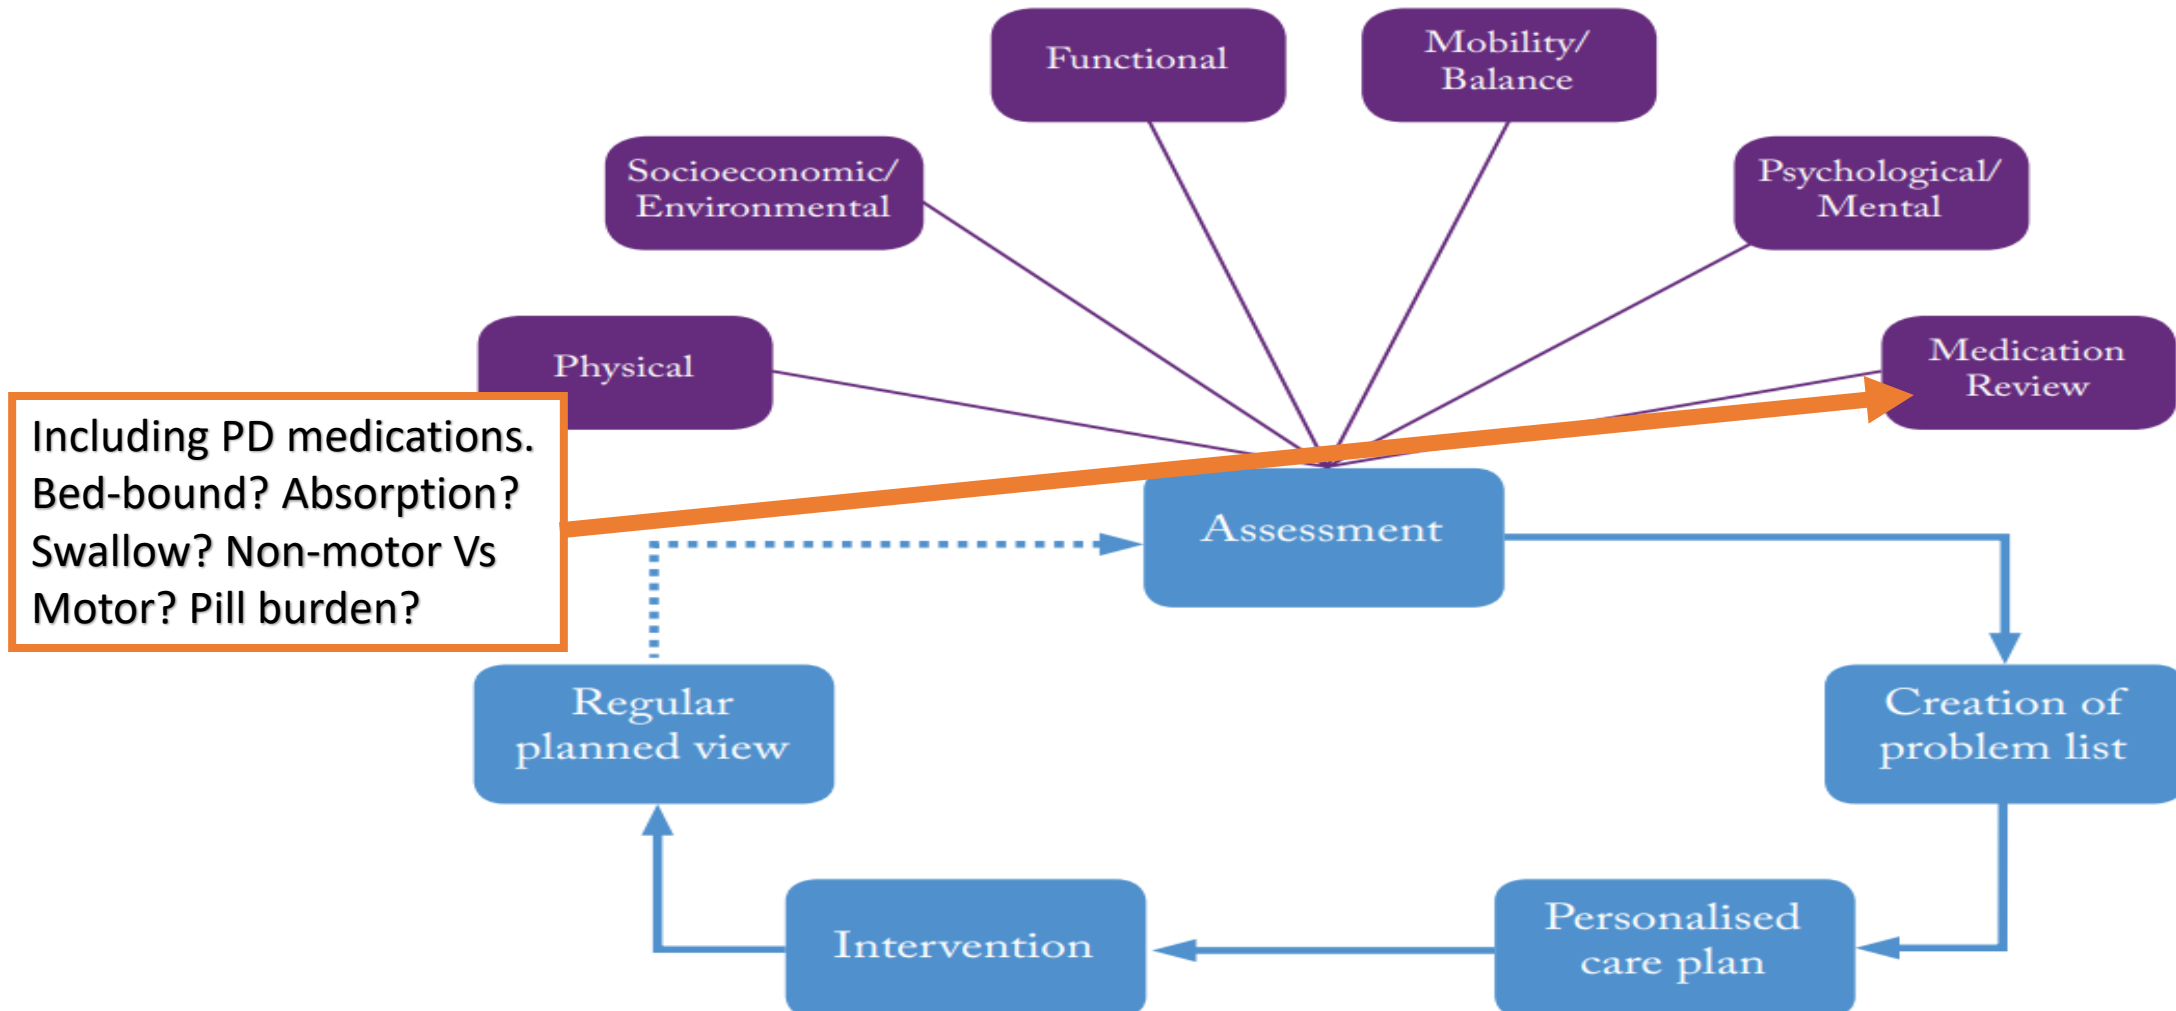 Functional
Mobility/
Balance
Socioeconomic/
Environmental
Psychological/
Mental
Physical
Medication
Review
Including PD medications.
Bed-bound? Absorption?
Swallow? Non-motor Vs
Motor? Pill burden?
Assessment
Regular
planned view
Creation of
problem list
Intervention
Personalised
care plan